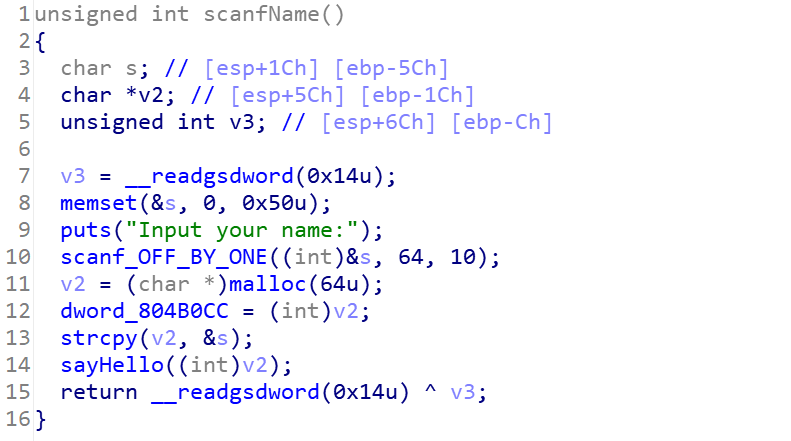 1 unsigned int scanfName()
2 {
3   char s; // [esp+1Ch] [ebp-5Ch]
4   char *v2; // [esp+5Ch] [ebp-1Ch]
5   unsigned int v3; // [esp+6Ch] [ebp-Ch]
6
7   v3 = __readgsdword(0x14u);
8   memset(&s, 0, 0x50u);
9   puts("Input your name:");
10   scanf_OFF_BY_ONE((int)&s, 64, 10);
11   v2 = (char *)malloc(64u);
12   dword_804B0CC = (int)v2;
13   strcpy(v2, &s);
14   sayHello((int)v2);
15   return __readgsdword(0x14u) ^ v3;
16 }